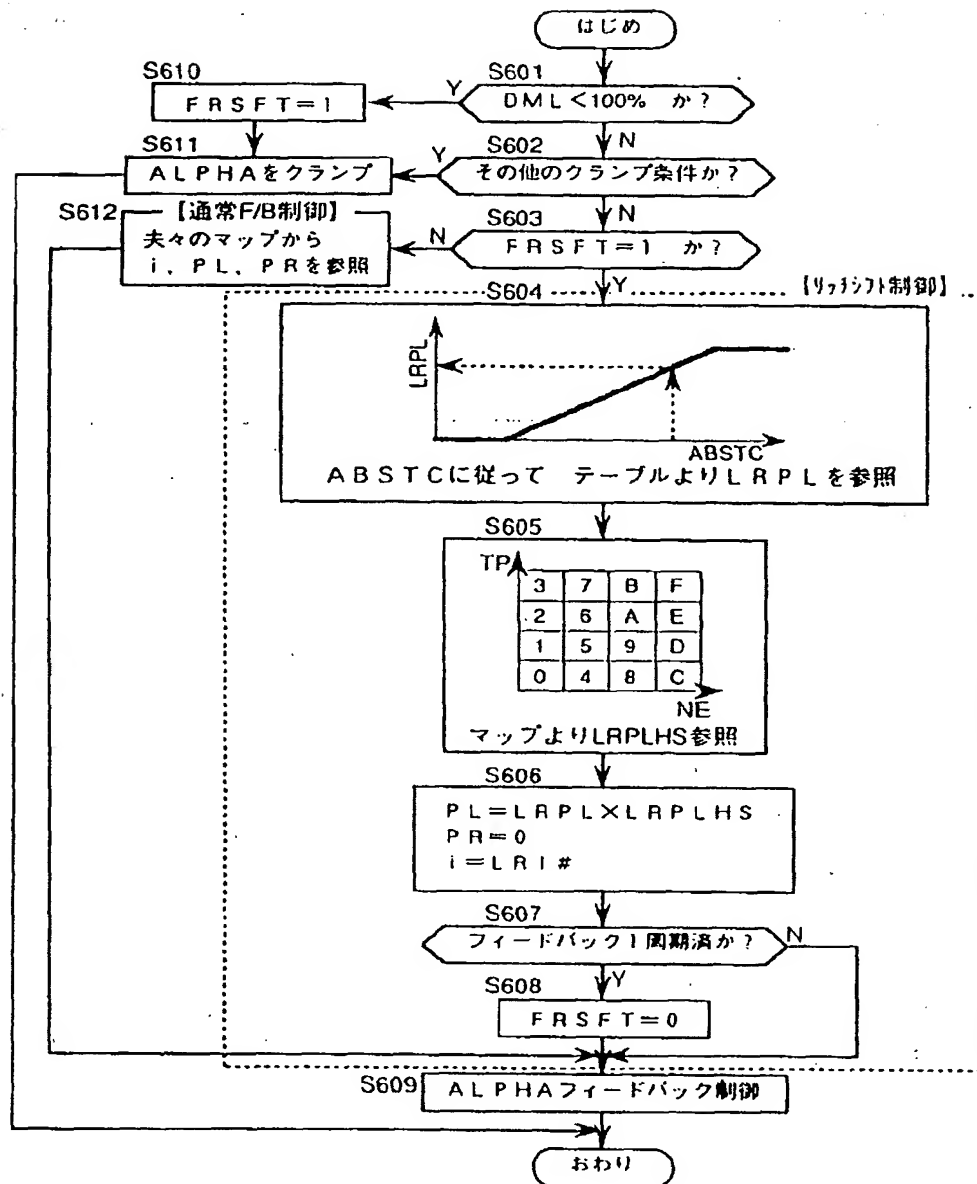 はじめ
S610
FRSFT=1
S601
DML<100% か?
Y
N
S611
ALPHAをクランプ
S602
その他のクランプ条件か?
Y
N
S612
【通常F/B制御】
夫々のマップから
i、PL、PRを参照
S603
FRSFT=1 か?
N
Y
【リッチシフト制御】
S604
LRPL
ABSTC
ABSTCに従って テーブルよりLRPLを参照
S605
TP
3 7 B F
2 6 A E
1 5 9 D
0 4 8 C
NE
マップよりLRPLHS参照
S606
PL=LRPL×LRPLHS
PR=0
i=LRI#
S607
フィードバック1周期済か?
N
Y
S608
FRSFT=0
S609
ALPHAフィードバック制御
おわり